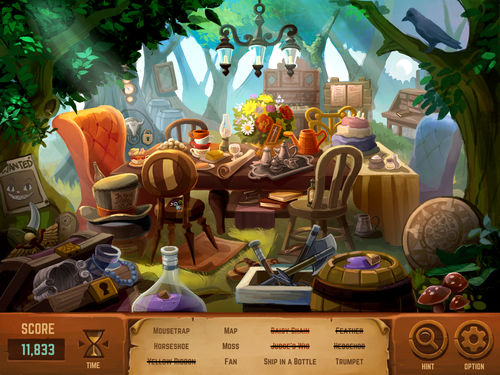 WANTED
SCORE
11,833
TIME
MOUSETRAP MAP DAISY CHAIN FEATHER
HORSESHOE MOSS JUDGE'S WIG HEDGEHOG
YELLOW RIBBON FAN SHIP IN A BOTTLE TRUMPET
HINT
OPTION